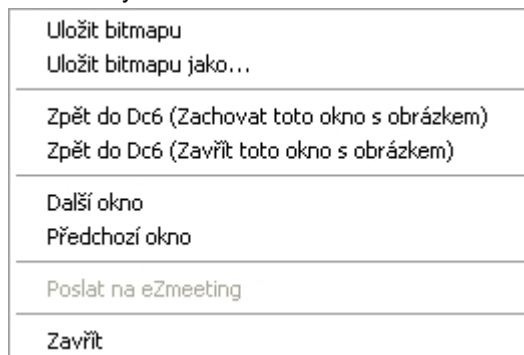 Uložit bitmapu
Uložit bitmapu jako...
Zpět do Dc6 (Zachovat toto okno s obrázkem)
Zpět do Dc6 (Zavřít toto okno s obrázkem)
Další okno
Předchozí okno
Poslat na eZmeeting
Zavřít